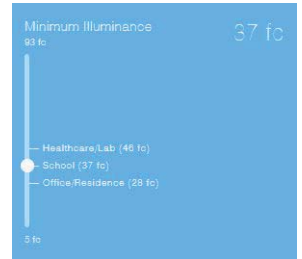 Minimum Illuminance
37 fc
93 fc
Healthcare/Lab (46 fc)
School (37 fc)
Office/Residence (28 fc)
5 fc